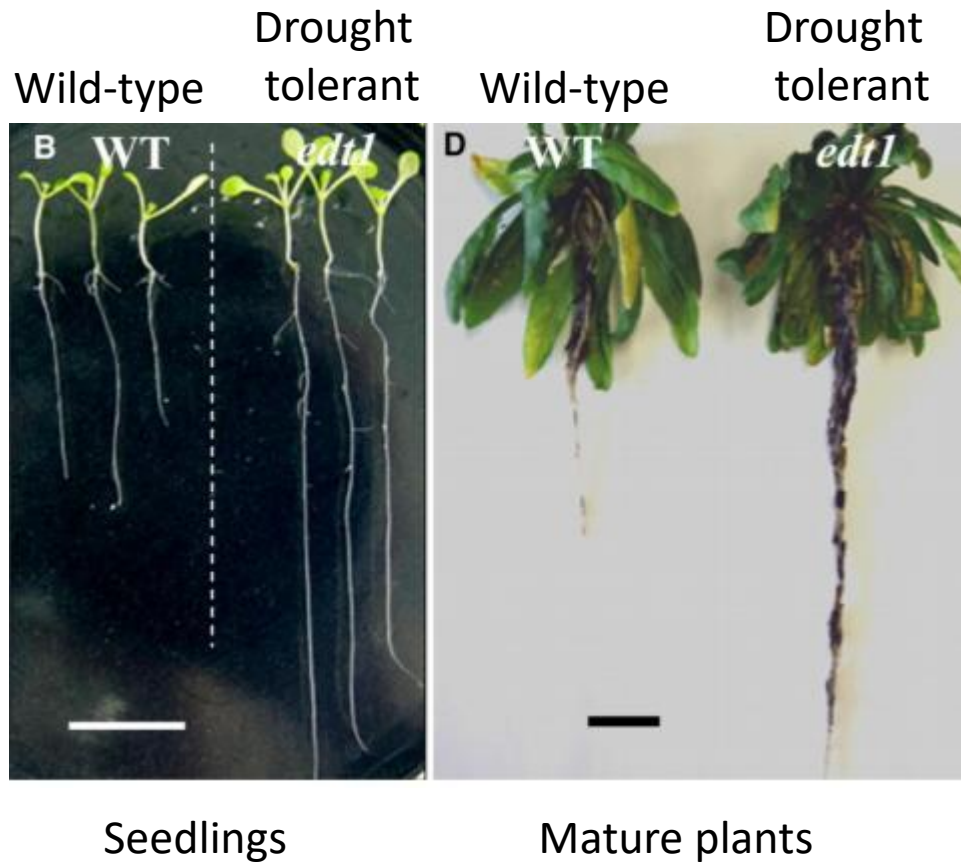 Drought
tolerant
Wild-type
Drought
tolerant
Wild-type
B
WT
edt1
D
WT
edt1
Seedlings
Mature plants